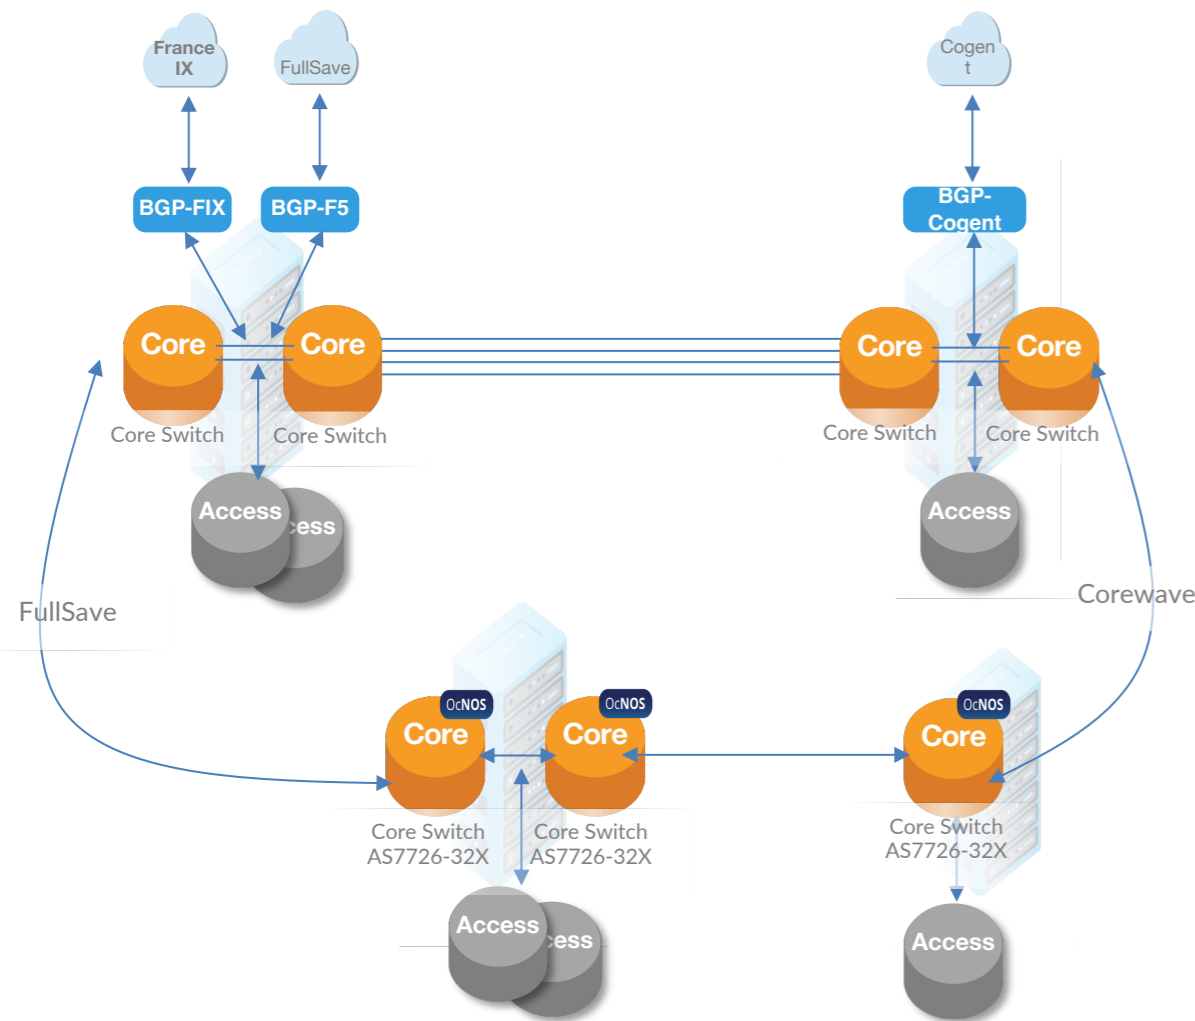 France
IX
FullSave
Cogen
t
BGP-FIX
BGP-F5
BGP-
Cogent
Core
Core
Core
Core
Core Switch
Core Switch
Core Switch
Core Switch
Access
cess
Access
FullSave
Corewave
OcNOS
OcNOS
OcNOS
Core
Core
Core
Core Switch
AS7726-32X
Core Switch
AS7726-32X
Core Switch
AS7726-32X
Access
cess
Access